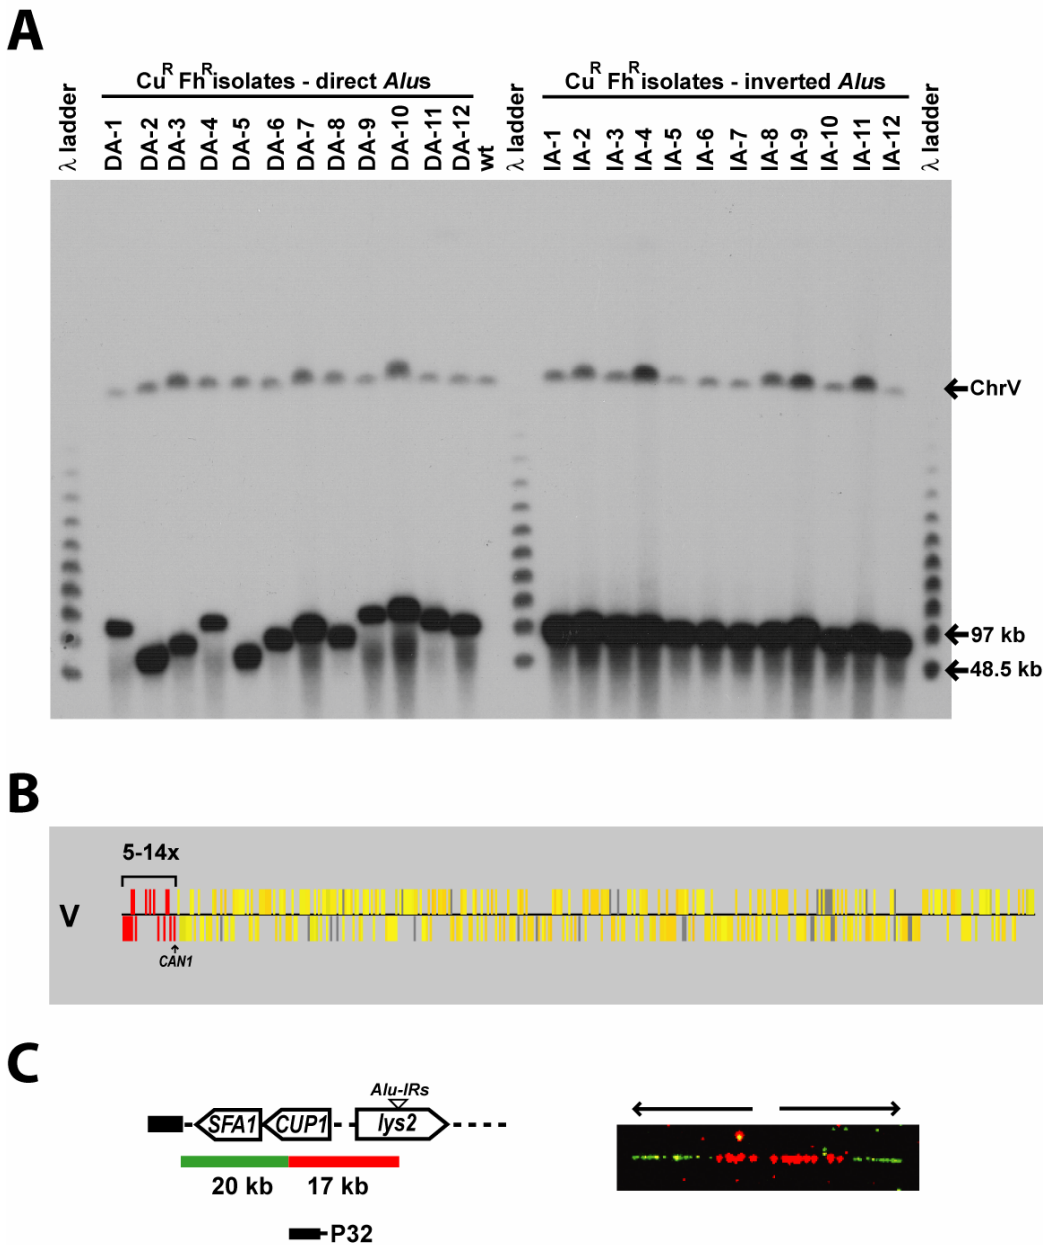 A
Cu^R Fh^R isolates - direct Alus
Cu^R Fh^R isolates - inverted Alus
λ ladder
DA-1
DA-2
DA-3
DA-4
DA-5
DA-6
DA-7
DA-8
DA-9
DA-10
DA-11
DA-12
wt
λ ladder
IA-1
IA-2
IA-3
IA-4
IA-5
IA-6
IA-7
IA-8
IA-9
IA-10
IA-11
IA-12
λ ladder
ChrV
97 kb
48.5 kb
B
5-14x
V
CAN1
C
Alu-IRs
SFA1 CUP1 lys2
20 kb 17 kb
P32